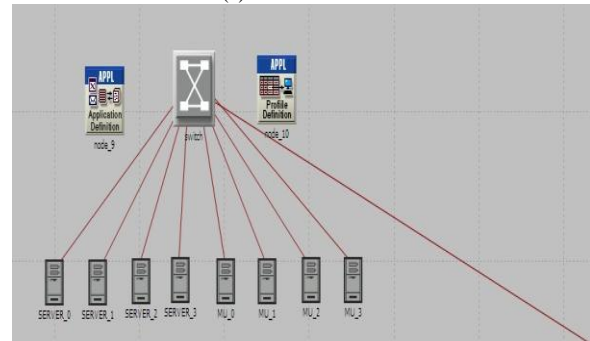 APPL
Application
Definition
node_9
switch
APPL
Profile
Definition
node_10
SERVER_0
SERVER_1
SERVER_2
SERVER_3
MU_0
MU_1
MU_2
MU_3